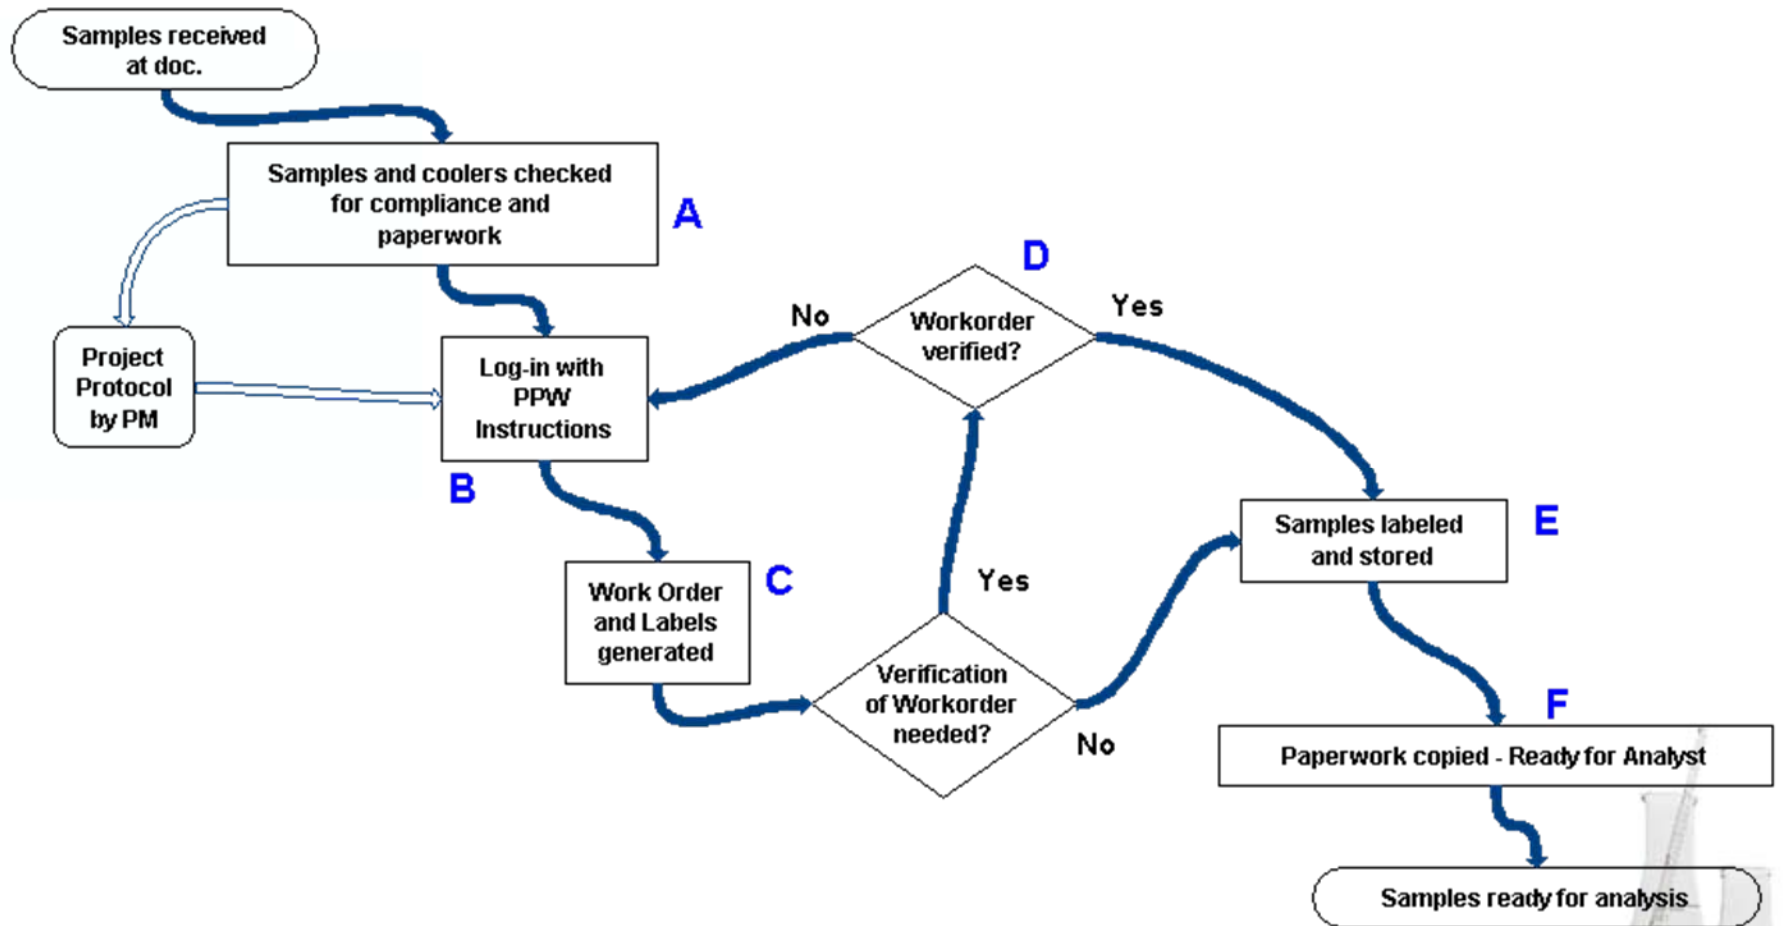 Samples received
at doc.
Samples and coolers checked
for compliance and
paperwork
A
Project
Protocol
by PM
Log-in with
PPW
Instructions
B
Work Order
and Labels
generated
C
Verification
of Workorder
needed?
Yes
No
D
Workorder
verified?
No
Yes
Samples labeled
and stored
E
F
Paperwork copied - Ready for Analyst
Samples ready for analysis